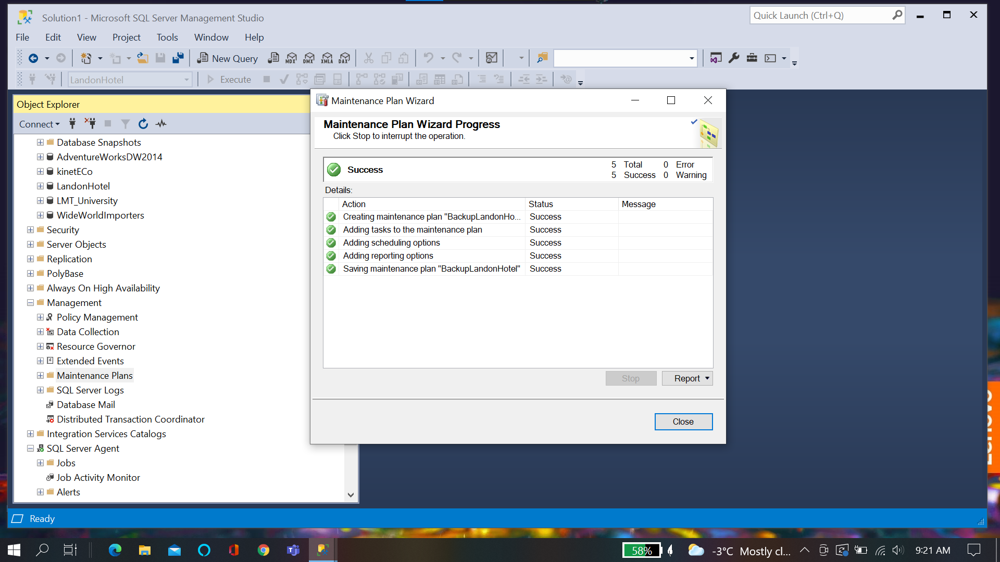 Solution1 - Microsoft SQL Server Management Studio
Quick Launch (Ctrl+Q)
File Edit View Project Tools Window Help
New Query MDX DMX XMLA DAX
LandonHotel Execute
Object Explorer
Connect
Database Snapshots
AdventureWorksDW2014
kinetECo
LandonHotel
LMT_University
WideWorldImporters
Security
Server Objects
Replication
PolyBase
Always On High Availability
Management
Policy Management
Data Collection
Resource Governor
Extended Events
Maintenance Plans
SQL Server Logs
Database Mail
Distributed Transaction Coordinator
Integration Services Catalogs
SQL Server Agent
Jobs
Job Activity Monitor
Alerts
Maintenance Plan Wizard
Maintenance Plan Wizard Progress
Click Stop to interrupt the operation.
Success
5 Total 0 Error
5 Success 0 Warning
Details:
Action Status Message
Creating maintenance plan "BackupLandonHo... Success
Adding tasks to the maintenance plan Success
Adding scheduling options Success
Adding reporting options Success
Saving maintenance plan "BackupLandonHotel" Success
Stop Report
Close
Lenovo
Ready
58% -3°C Mostly cl... 9:21 AM